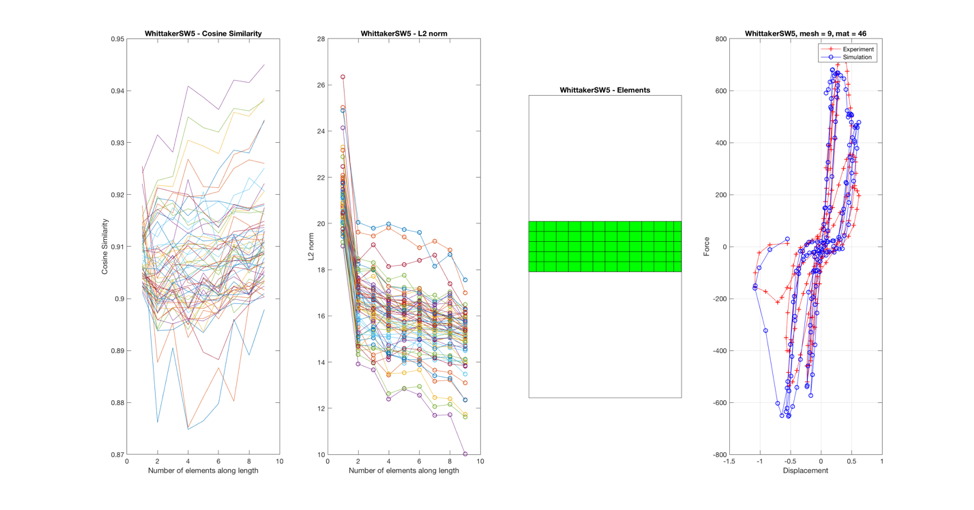 WhittakerSW5 - Cosine Similarity
0.95
0.94
0.93
0.92
0.91
0.9
0.89
0.88
0.87
Cosine Similarity
0 2 4 6 8 10
Number of elements along length
WhittakerSW5 - L2 norm
28
26
24
22
20
18
16
14
12
10
L2 norm
0 2 4 6 8 10
Number of elements along length
WhittakerSW5 - Elements
WhittakerSW5, mesh = 9, mat = 46
Experiment
Simulation
800
600
400
200
0
-200
-400
-600
-800
Force
-1.5 -1 -0.5 0 0.5 1
Displacement